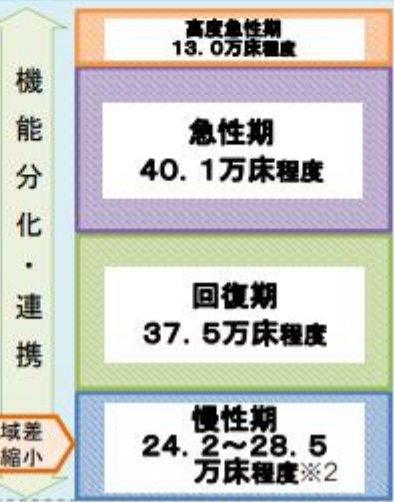 機能分化・連携
高度急性期
13.0万床程度
急性期
40.1万床程度
回復期
37.5万床程度
域差
縮小
慢性期
24.2～28.5
万床程度※2